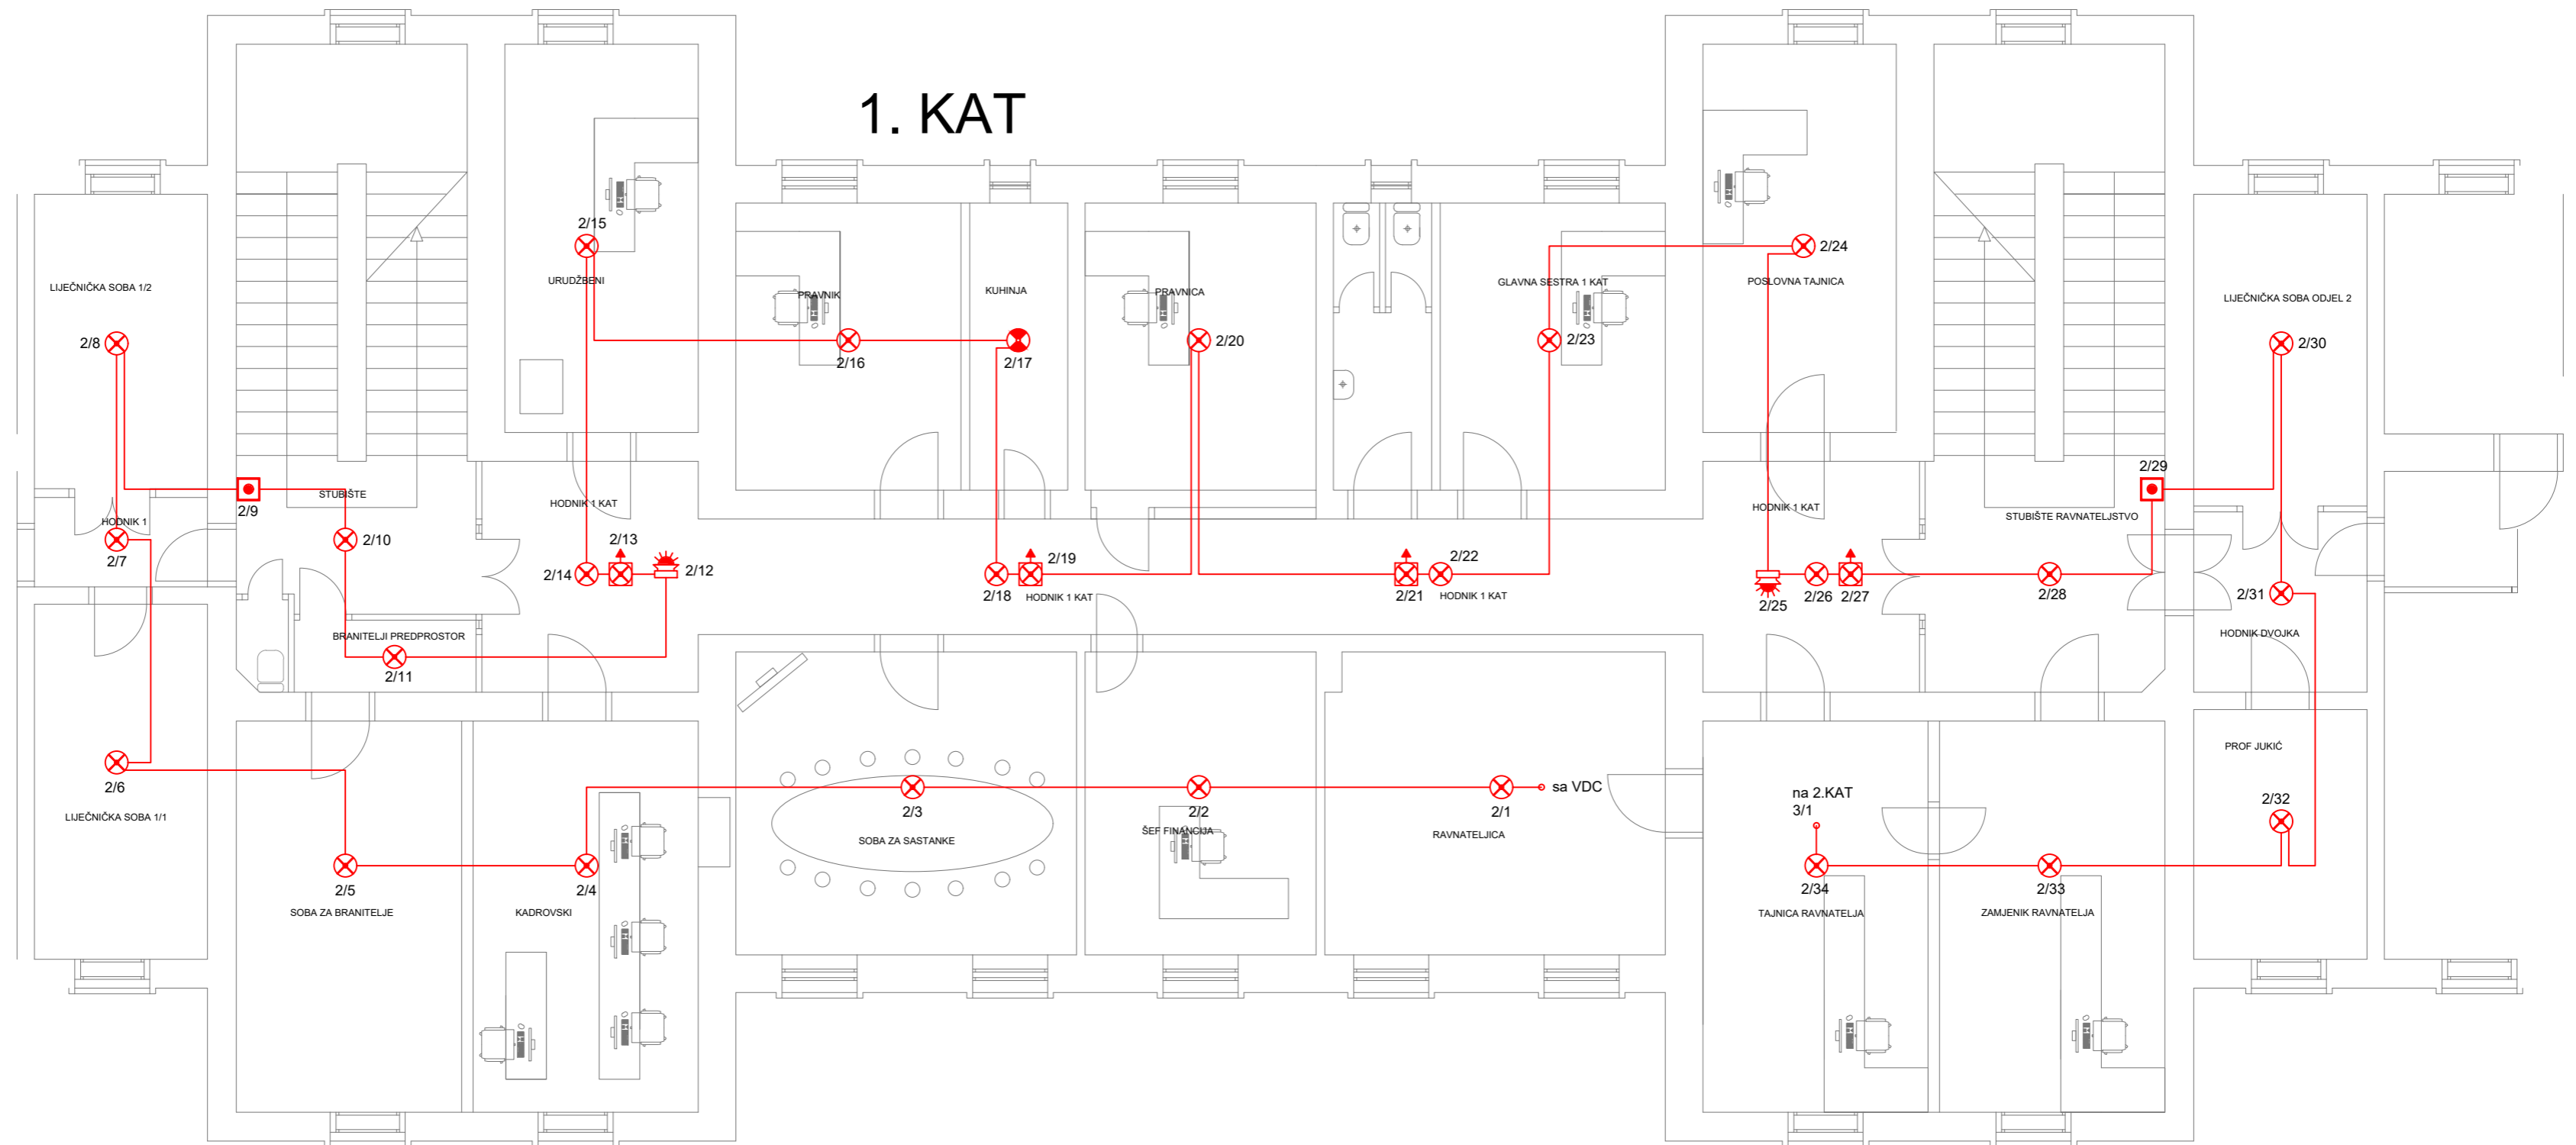 1. KAT
2/15
2/24
URUDŽBENI
GLAVNA SESTRA 1 KAT
POSLOVNA TAJNICA
LIJEČNIČKA SOBA 1/2
PRAVNIK
KUHINJA
PRAVNICA
LIJEČNIČKA SOBA ODJEL 2
2/8
2/16
2/17
2/20
2/23
2/30
2/29
STUBIŠTE
HODNIK 1 KAT
HODNIK 1 KAT
2/9
HODNIK 1
STUBIŠTE RAVNATELJSTVO
2/7
2/10
2/13
2/19
2/22
2/14
2/12
2/18
HODNIK 1 KAT
2/21
HODNIK 1 KAT
2/25
2/26
2/27
2/28
2/31
BRANITELJI PREDPROSTOR
HODNIK DVOJKA
2/11
PROF JUKIĆ
2/6
sa VDC
na 2.KAT
3/1
2/32
2/3
2/2
2/1
LIJEČNIČKA SOBA 1/1
SOBA ZA SASTANKE
ŠEF FINANCIJA
RAVNATELJICA
2/5
2/4
2/34
2/33
SOBA ZA BRANITELJE
KADROVSKI
TAJNICA RAVNATELJA
ZAMJENIK RAVNATELJA